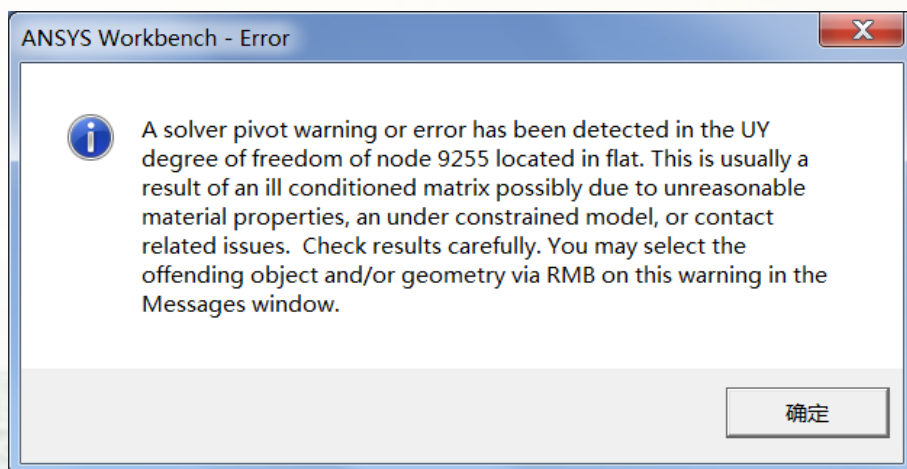 ANSYS Workbench - Error
A solver pivot warning or error has been detected in the UY
degree of freedom of node 9255 located in flat. This is usually a
result of an ill conditioned matrix possibly due to unreasonable
material properties, an under constrained model, or contact
related issues.  Check results carefully. You may select the
offending object and/or geometry via RMB on this warning in the
Messages window.
确定